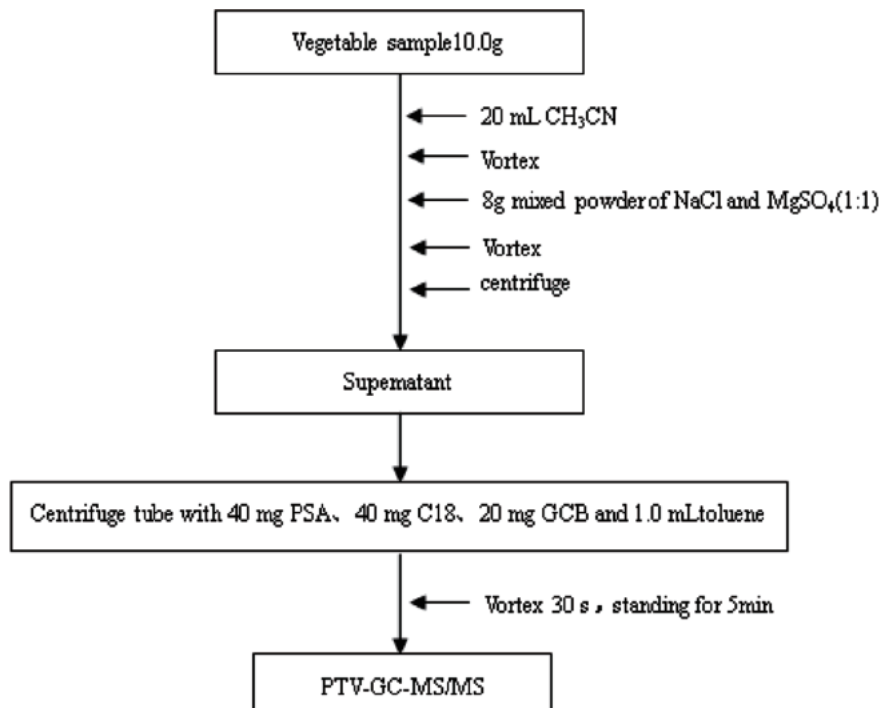 Vegetable sample10.0g
20 mL CH₃CN
Vortex
8g mixed powder of NaCl and MgSO₄(1:1)
Vortex
centrifuge
Supematant
Centrifuge tube with 40 mg PSA、40 mg C18、20 mg GCB and 1.0 mLtoluene
Vortex 30 s，standing for 5min
PTV-GC-MS/MS